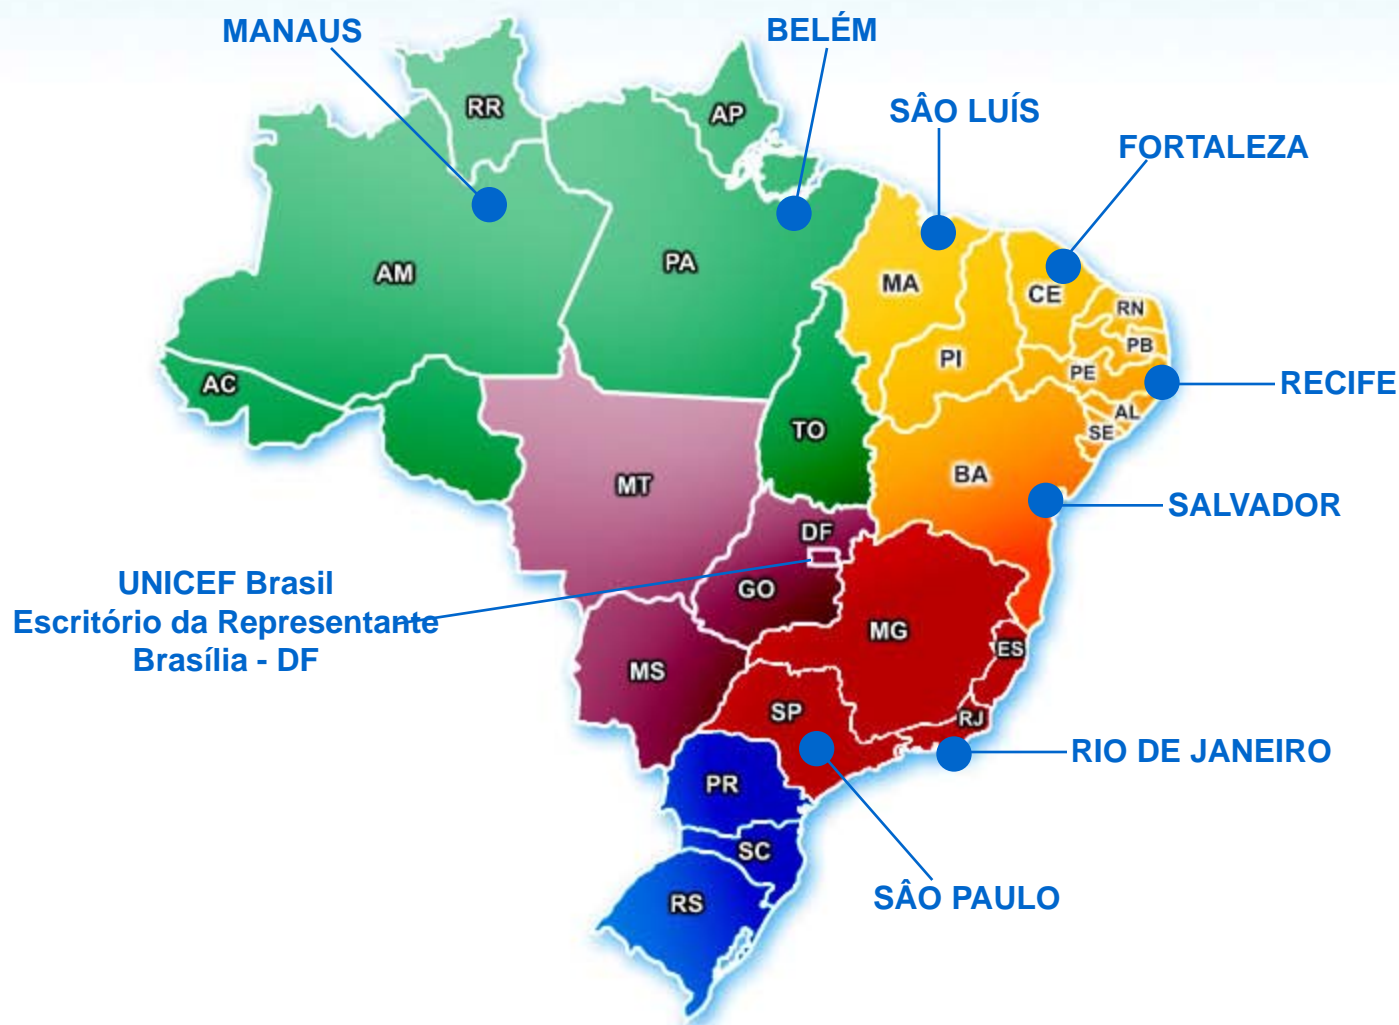 MANAUS
BELÉM
SÂO LUÍS
FORTALEZA
RR
AP
AM
PA
MA
CE
RN
PB
PI
PE
RECIFE
AC
AL
SE
TO
BA
MT
SALVADOR
DF
UNICEF Brasil
Escritório da Representante
Brasília - DF
GO
MG
ES
MS
SP
RJ
RIO DE JANEIRO
PR
SC
SÂO PAULO
RS